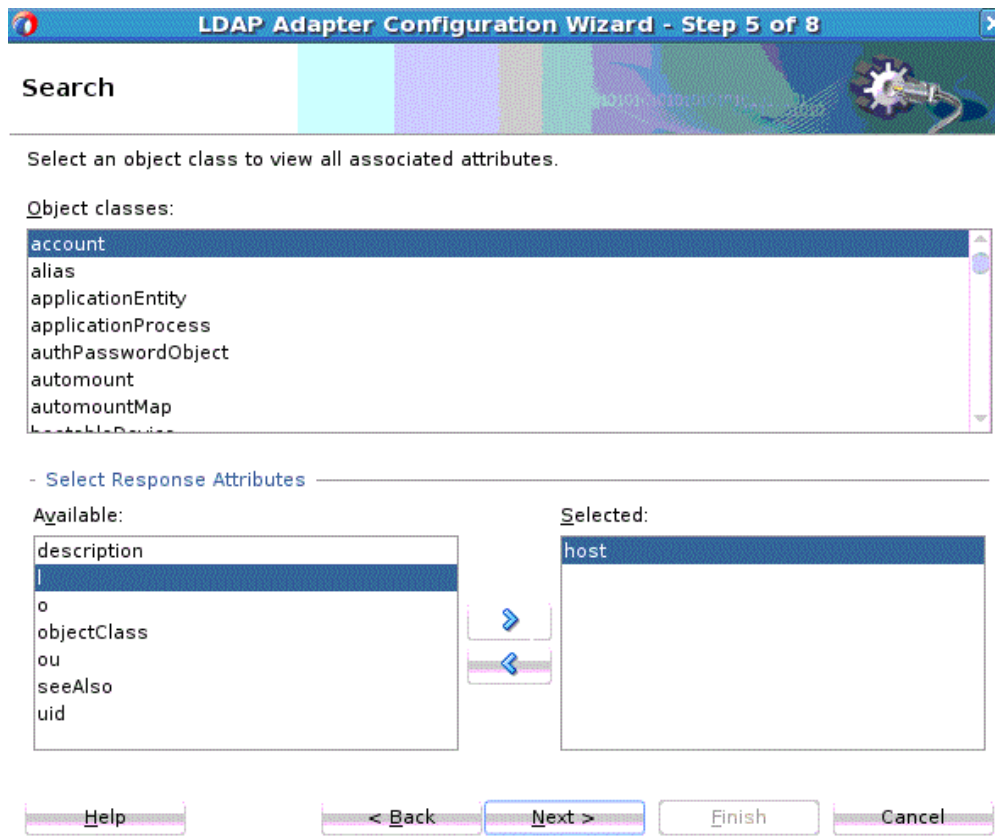 LDAP Adapter Configuration Wizard - Step 5 of 8
Search
Select an object class to view all associated attributes.
Object classes:
account
alias
applicationEntity
applicationProcess
authPasswordObject
automount
automountMap
bootableDevice
Select Response Attributes
Available:
Selected:
description
host
l
o
objectClass
ou
seeAlso
uid
Help
< Back
Next >
Finish
Cancel